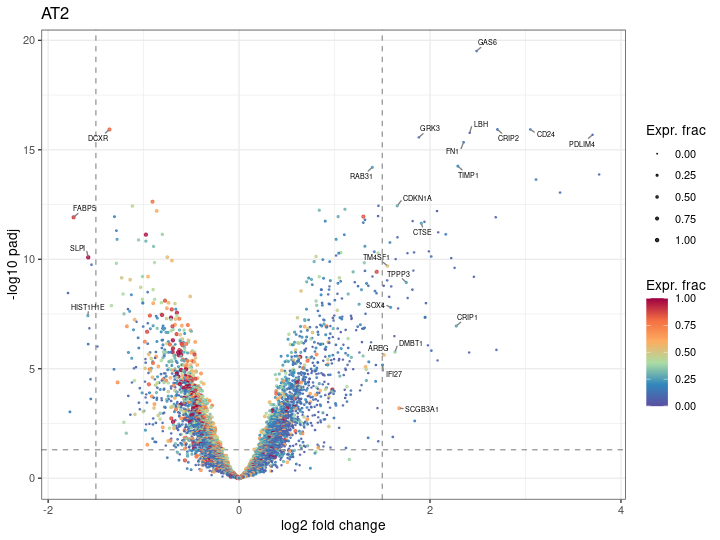 AT2
GAS6
GRK3
LBH
FN1
CRIP2
CD24
PDLIM4
DCXR
RAB31
TIMP1
CDKN1A
FABP5
CTSE
SLPI
TM4SF1
TPPP3
HIST1H1E
SOX4
CRIP1
AREG
DMBT1
IFI27
SCGB3A1
20
15
10
5
0
-2
0
2
4
-log10 padj
log2 fold change
Expr. frac
0.00
0.25
0.50
0.75
1.00
Expr. frac
1.00
0.75
0.50
0.25
0.00